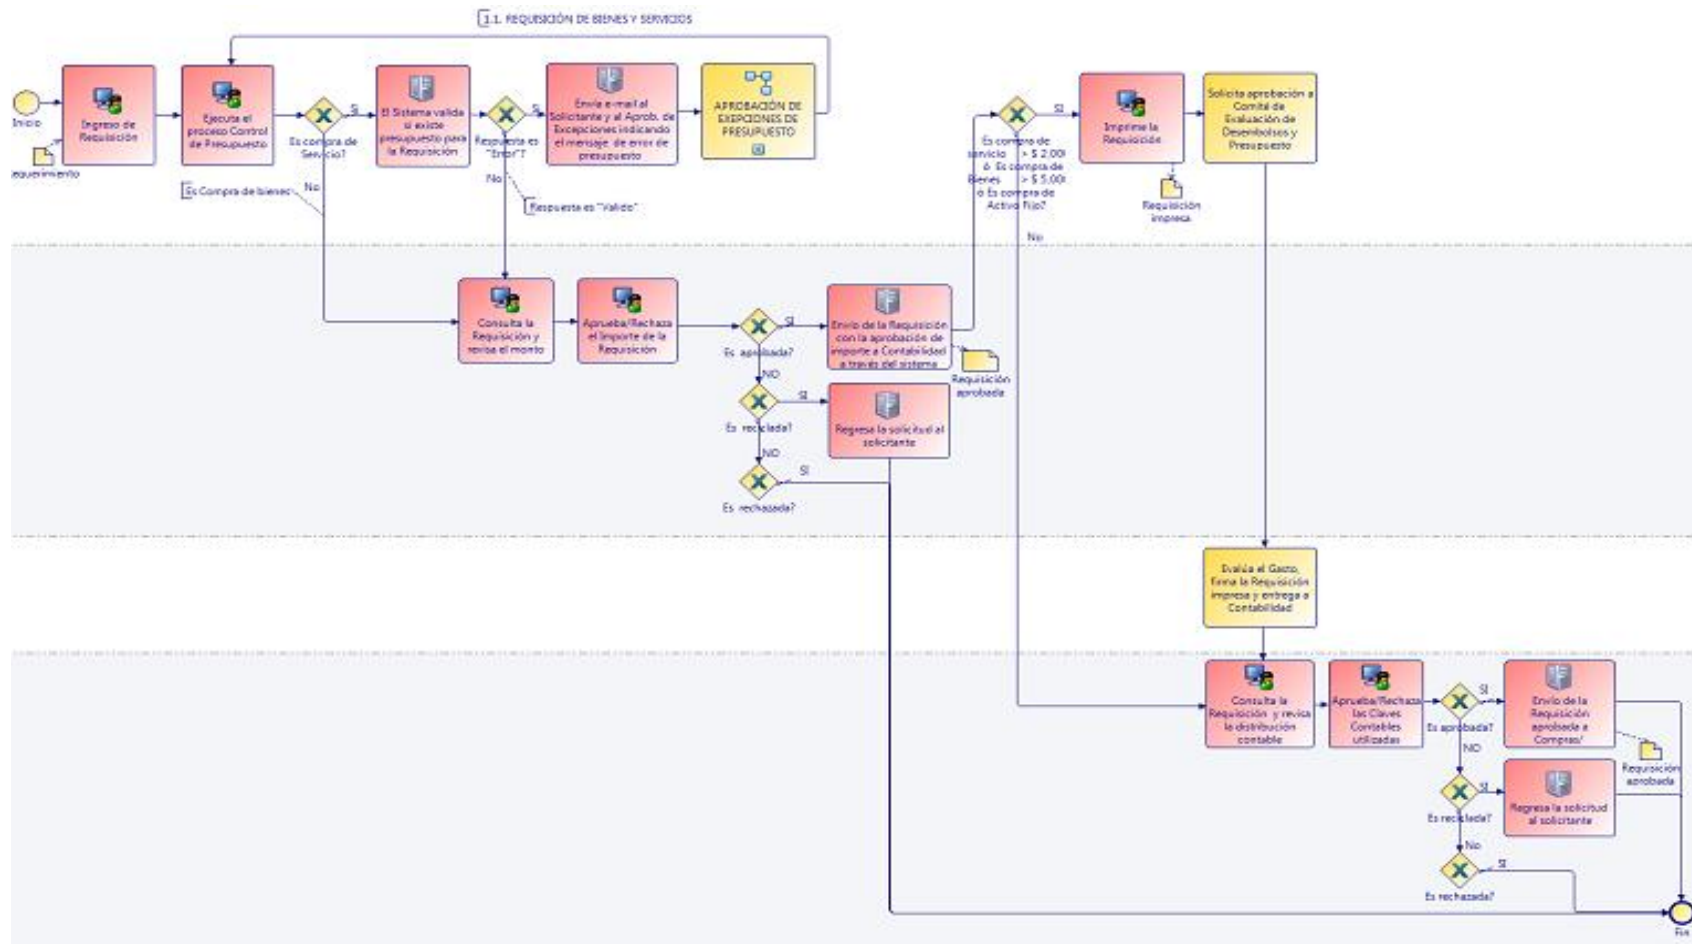 1.1. REQUISICIÓN DE BIENES Y SERVICIOS
Inicio
equerimiento
Ingreso de
Requisición
Ejecuta el
proceso Control
de Presupuesto
Es compra de
Servicio?
SI
No
Es Compra de bienes
El Sistema valida
si existe
presupuesto para
la Requisición
Respuesta es
"Error"?
SI
No
Respuesta es "Valido"
Envía e-mail al
Solicitante y al Aprob. de
Excepciones indicando
el mensaje de error de
presupuesto
APROBACIÓN DE
EXEPCIONES DE
PRESUPUESTO
Es compra de
servicio > $ 2,00
ó Es compra de
Bienes > $ 5,00
ó Es compra de
Activo Fijo?
SI
No
Imprime la
Requisición
Requisición
impresa
Solicita aprobación a
Comité de
Evaluación de
Desembolsos y
Presupuesto
Consulta la
Requisición y
revisa el monto
Aprueba/Rechaza
el Importe de la
Requisición
Es aprobada?
SI
NO
Es reciclada?
SI
NO
Es rechazada?
SI
Envío de la Requisición
con la aprobación de
importe a Contabilidad
a través del sistema
Requisición
aprobada
Regresa la solicitud al
solicitante
Evalúa el Gasto,
firma la Requisición
impresa y entrega a
Contabilidad
Consulta la
Requisición y revisa
la distribución
contable
Aprueba/Rechaza
las Claves
Contables
utilizadas
Es aprobada?
SI
NO
Es reciclada?
SI
No
Es rechazada?
SI
Envío de la
Requisición
aprobada a
Compras/
Requisición
aprobada
Regresa la solicitud
al solicitante
Fin